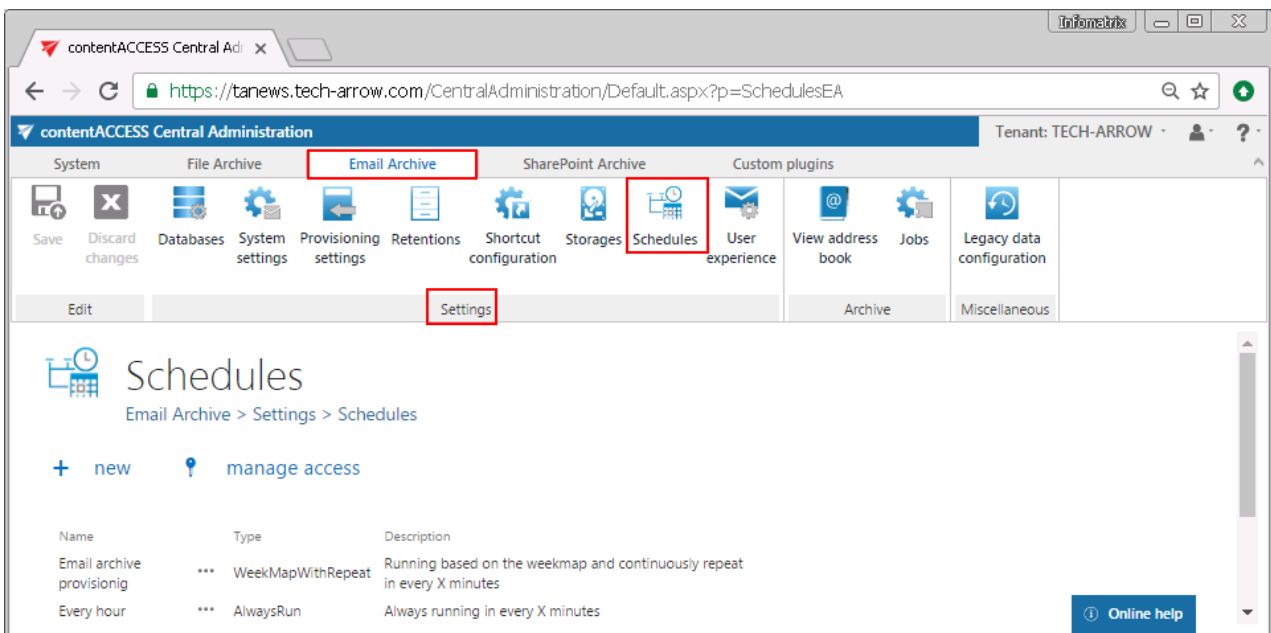 Infomatrix
contentACCESS Central Adr
https://tanews.tech-arrow.com/CentralAdministration/Default.aspx?p=SchedulesEA
contentACCESS Central Administration
Tenant: TECH-ARROW
?
System
File Archive
Email Archive
SharePoint Archive
Custom plugins
Save
Discard
changes
Databases
System
settings
Provisioning
settings
Retentions
Shortcut
configuration
Storages
Schedules
User
experience
View address
book
Jobs
Legacy data
configuration
Edit
Settings
Archive
Miscellaneous
Schedules
Email Archive > Settings > Schedules
+ new
manage access
Name Type Description
Email archive
provisionig
••• WeekMapWithRepeat
Running based on the weekmap and continuously repeat
in every X minutes
Every hour ••• AlwaysRun Always running in every X minutes
Online help